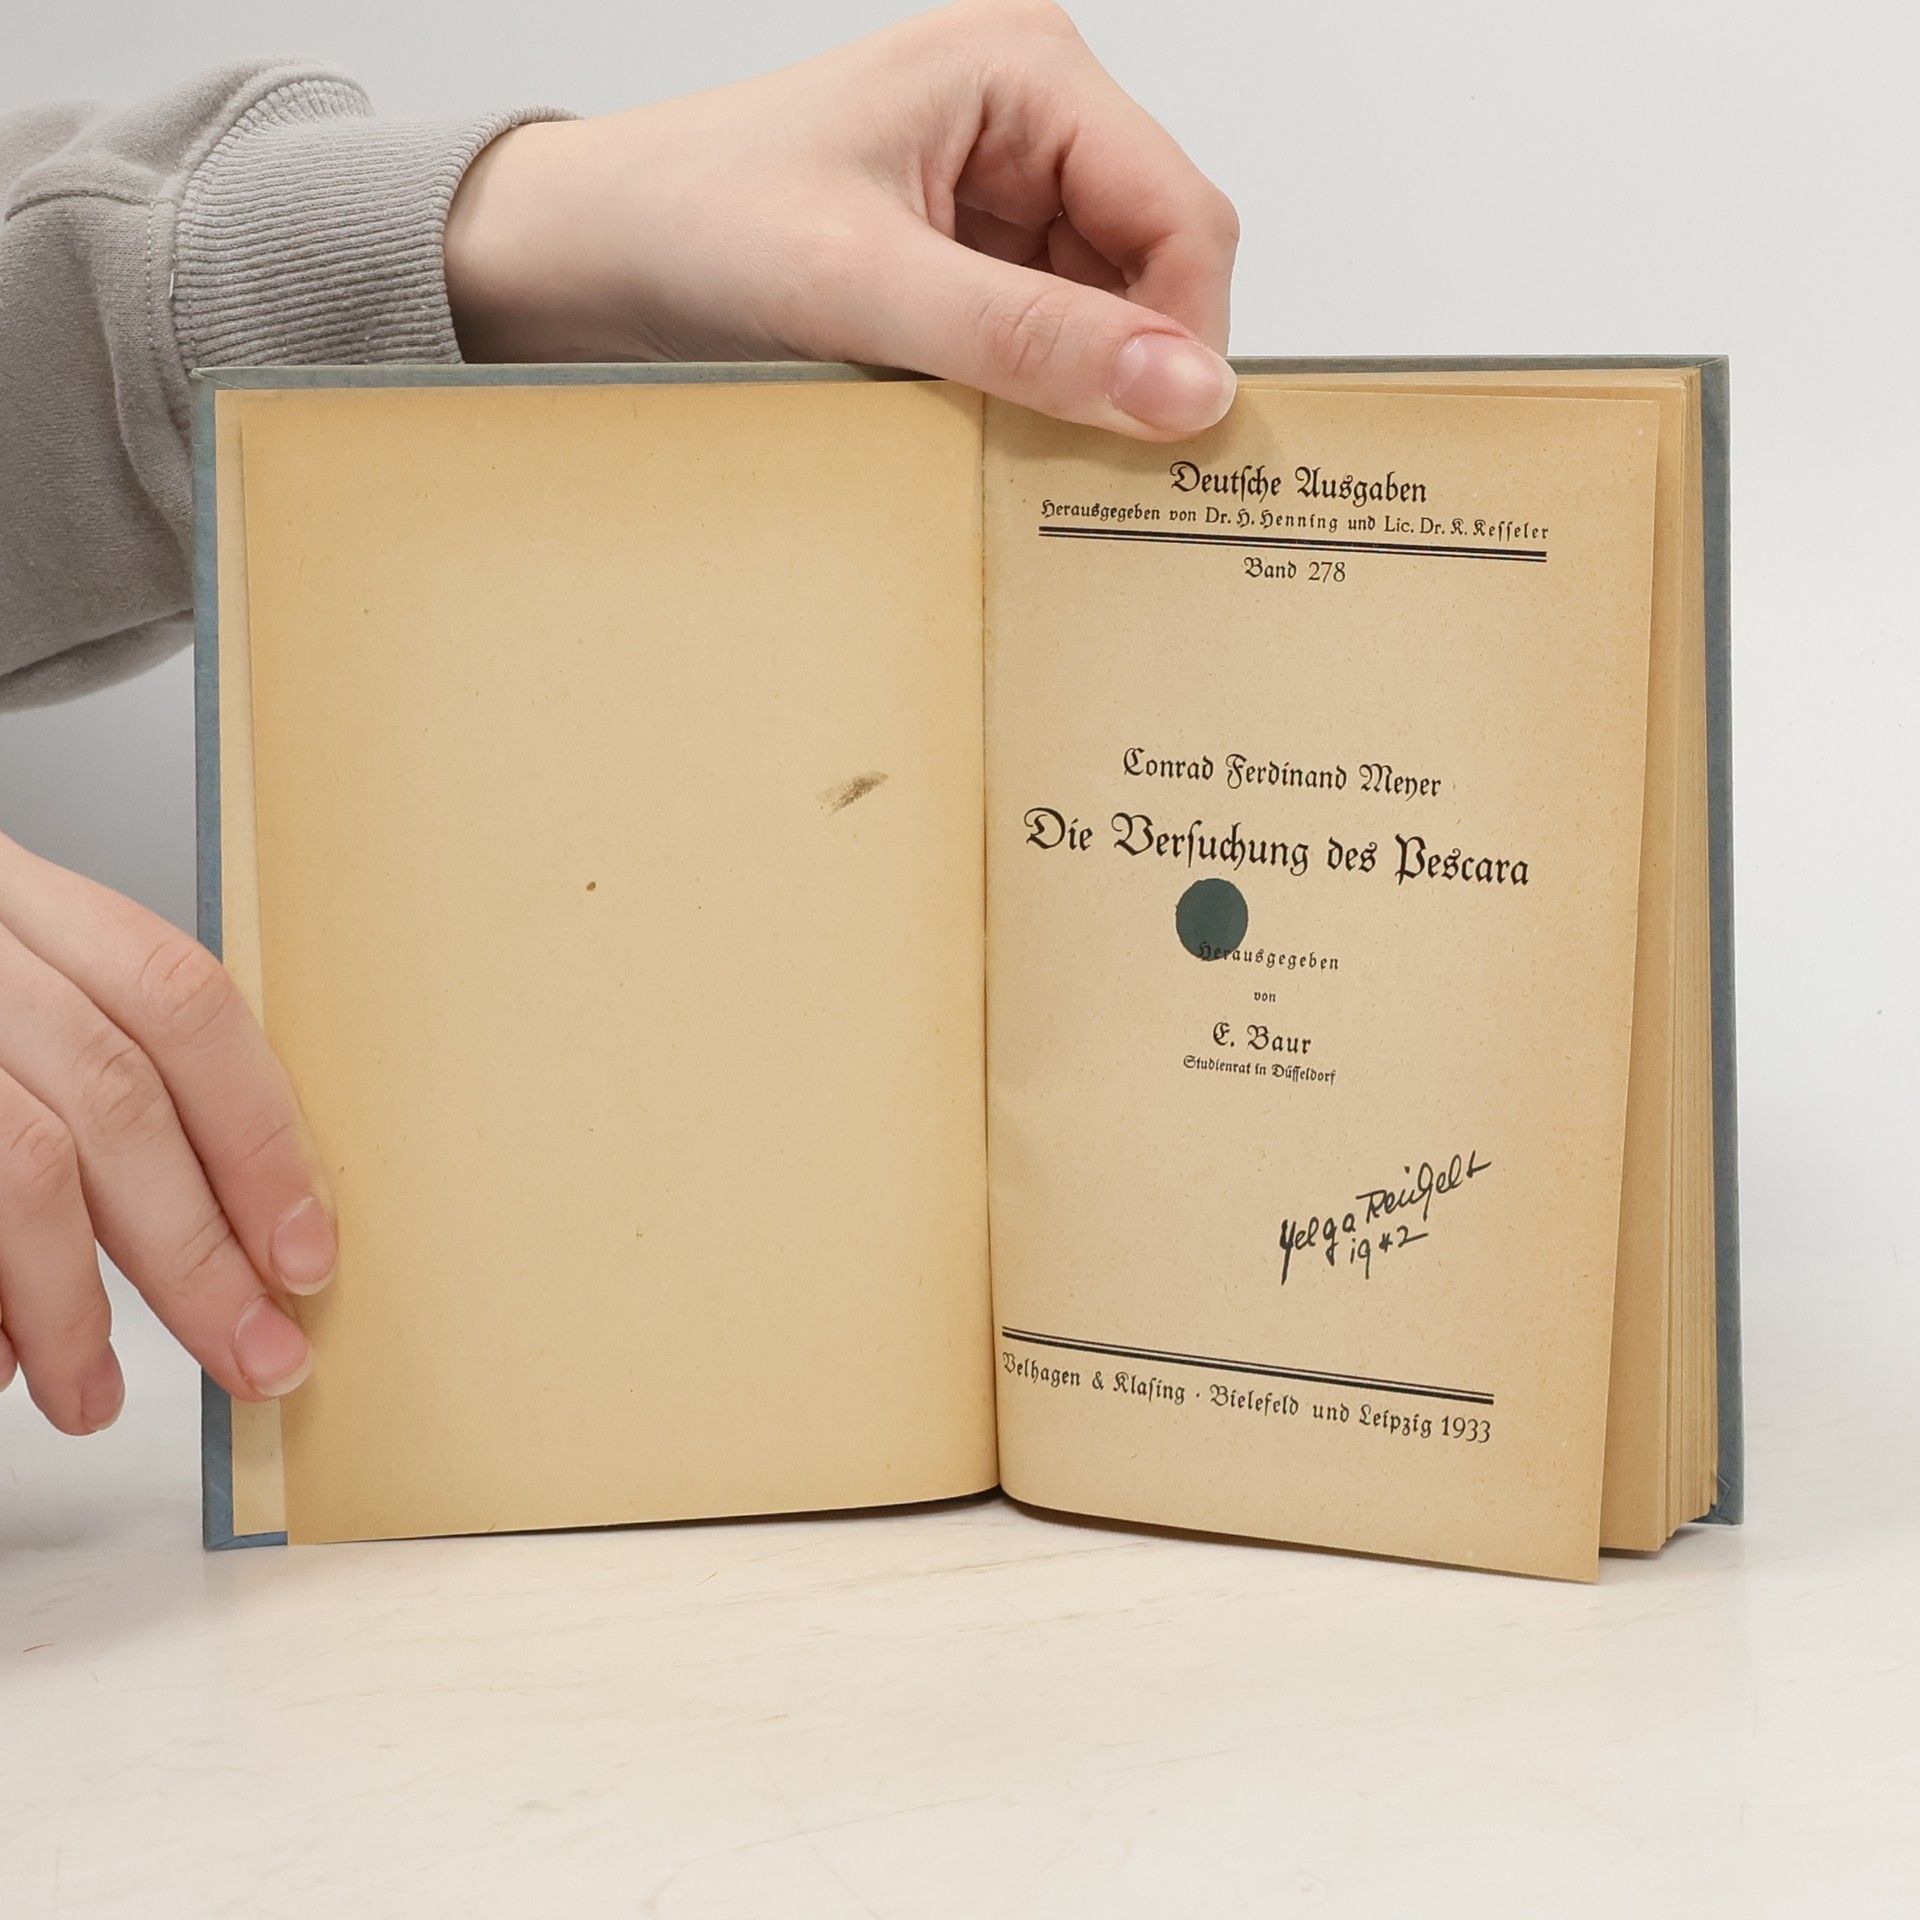 Deutsche Ausgaben
Herausgegeben von Dr. H. Henning und Lic. Dr. K. Kesseler
Band 278
Conrad Ferdinand Meyer
Die Versuchung des Pescara
Herausgegeben
von
E. Baur
Studienrat in Düsseldorf
Helga
1942
Velhagen & Klasing · Bielefeld und Leipzig 1933